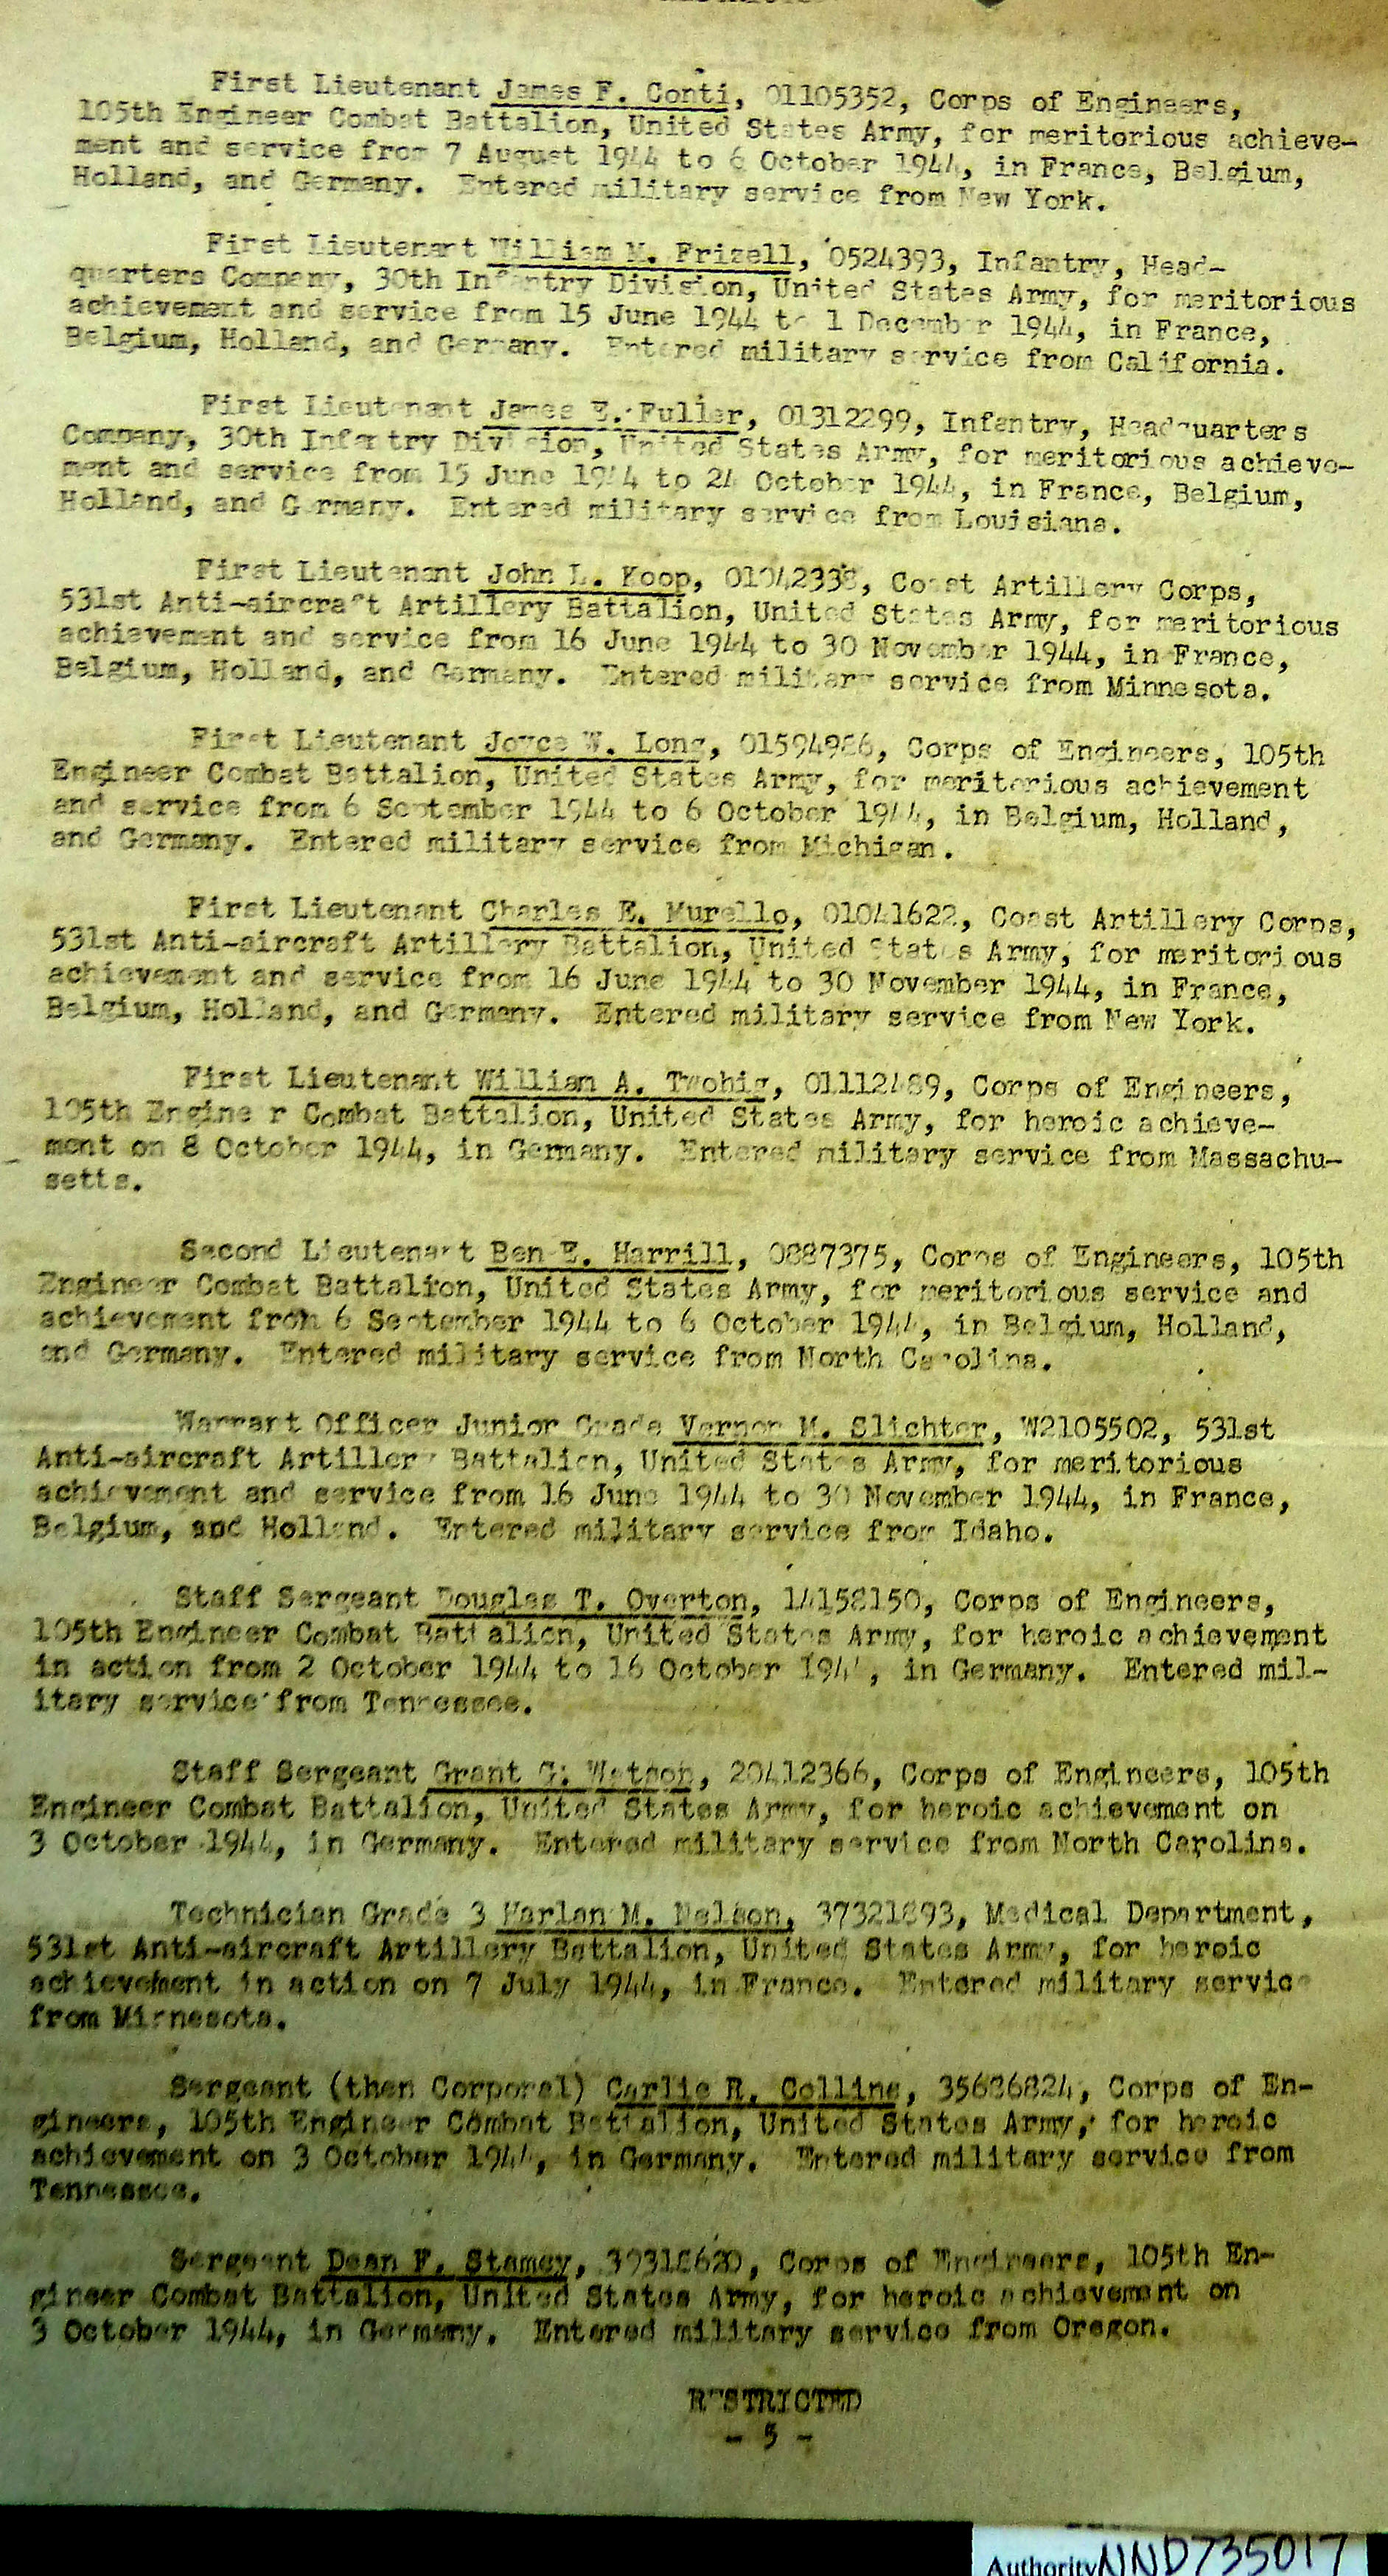 First Lieutenant James F. Conti, 01105352, Corps of Engineers,
105th Engineer Combat Battalion, United States Army, for meritorious achieve-
ment and service from 7 August 1944 to 6 October 1944, in France, Belgium,
Holland, and Germany. Entered military service from New York.
First Lieutenant William M. Frizell, 0524393, Infantry, Head-
quarters Company, 30th Infantry Division, United States Army, for meritorious
achievement and service from 15 June 1944 to 1 December 1944, in France,
Belgium, Holland, and Germany. Entered military service from California.
First Lieutenant James E. Fuller, 01312299, Infantry, Headquarters
Company, 30th Infantry Division, United States Army, for meritorious achieve-
ment and service from 15 June 1944 to 24 October 1944, in France, Belgium,
Holland, and Germany. Entered military service from Louisiana.
First Lieutenant John L. Koop, 01042338, Coast Artillery Corps,
531st Anti-aircraft Artillery Battalion, United States Army, for meritorious
achievement and service from 16 June 1944 to 30 November 1944, in France,
Belgium, Holland, and Germany. Entered military service from Minnesota.
First Lieutenant Joyce W. Long, 01594986, Corps of Engineers, 105th
Engineer Combat Battalion, United States Army, for meritorious achievement
and service from 6 September 1944 to 6 October 1944, in Belgium, Holland,
and Germany. Entered military service from Michigan.
First Lieutenant Charles E. Murello, 01041622, Coast Artillery Corps,
531st Anti-aircraft Artillery Battalion, United States Army, for meritorious
achievement and service from 16 June 1944 to 30 November 1944, in France,
Belgium, Holland, and Germany. Entered military service from New York.
First Lieutenant William A. Twohig, 01112489, Corps of Engineers,
105th Engineer Combat Battalion, United States Army, for heroic achieve-
ment on 8 October 1944, in Germany. Entered military service from Massachu-
setts.
Second Lieutenant Ben E. Harrill, 0887375, Corps of Engineers, 105th
Engineer Combat Battalion, United States Army, for meritorious service and
achievement from 6 September 1944 to 6 October 1944, in Belgium, Holland,
and Germany. Entered military service from North Carolina.
Warrant Officer Junior Grade Vernon M. Slichter, W2105502, 531st
Anti-aircraft Artillery Battalion, United States Army, for meritorious
achievement and service from 16 June 1944 to 30 November 1944, in France,
Belgium, and Holland. Entered military service from Idaho.
Staff Sergeant Douglas T. Overton, 14158150, Corps of Engineers,
105th Engineer Combat Battalion, United States Army, for heroic achievement
in action from 2 October 1944 to 16 October 1944, in Germany. Entered mil-
itary service from Tennessee.
Staff Sergeant Grant G. Watson, 20412366, Corps of Engineers, 105th
Engineer Combat Battalion, United States Army, for heroic achievement on
3 October 1944, in Germany. Entered military service from North Carolina.
Technician Grade 3 Harlan M. Nelson, 37321893, Medical Department,
531st Anti-aircraft Artillery Battalion, United States Army, for heroic
achievement in action on 7 July 1944, in France. Entered military service
from Minnesota.
Sergeant (then Corporal) Carlie R. Collins, 35636824, Corps of En-
gineers, 105th Engineer Combat Battalion, United States Army, for heroic
achievement on 3 October 1944, in Germany. Entered military service from
Tennessee.
Sergeant Dean F. Stamey, 39318620, Corps of Engineers, 105th En-
gineer Combat Battalion, United States Army, for heroic achievement on
3 October 1944, in Germany. Entered military service from Oregon.
RESTRICTED
- 5 -
Authority NND735017